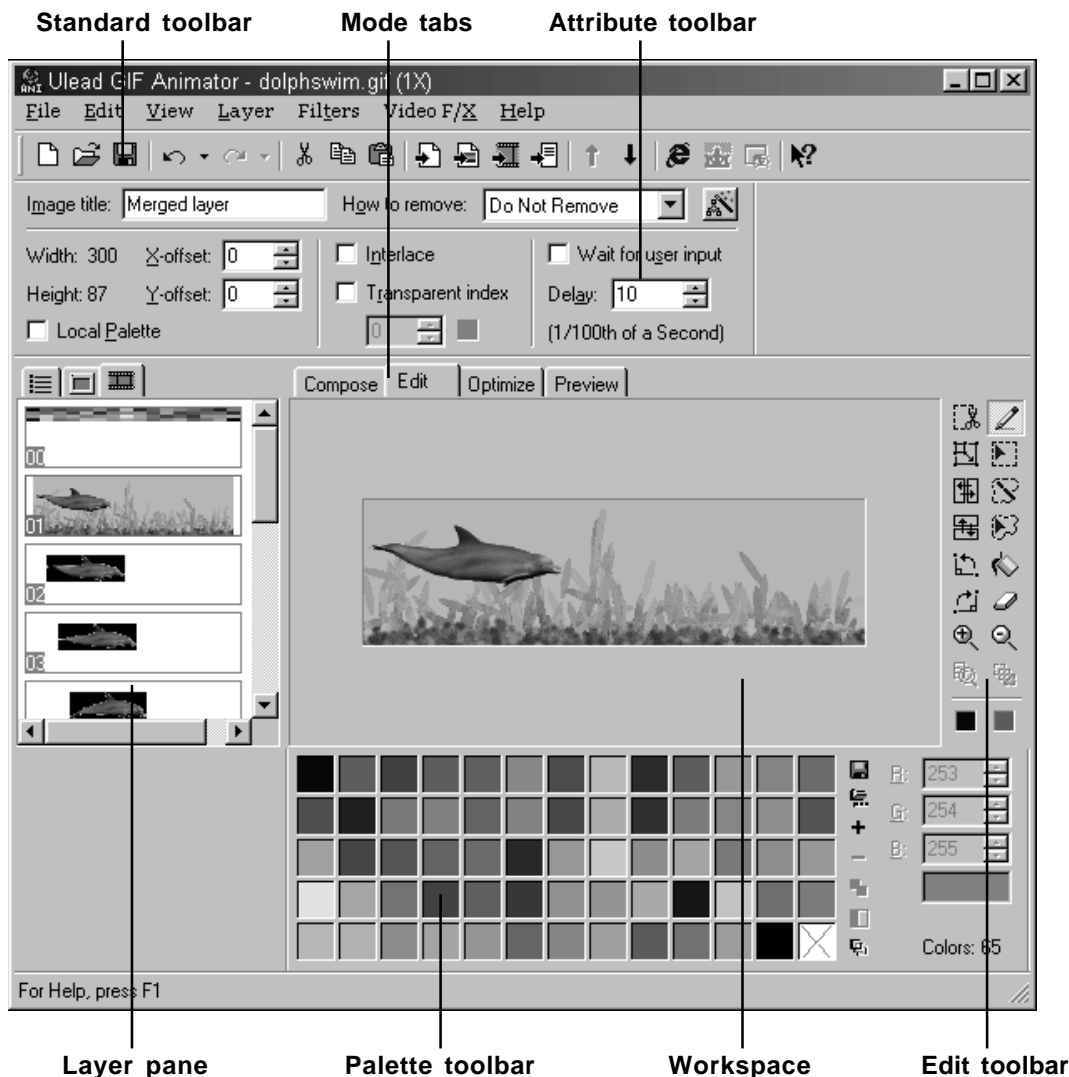 Standard toolbar Mode tabs Attribute toolbar
ANI Ulead GIF Animator - dolphswim.gif (1X)
File Edit View Layer Filters Video F/X Help
Image title: Merged layer How to remove: Do Not Remove
Width: 300 X-offset: 0 Interlace Wait for user input
Height: 87 Y-offset: 0 Transparent index Delay: 10
Local Palette 0 (1/100th of a Second)
Compose Edit Optimize Preview
00
01
02
03
R: 253
G: 254
B: 255
Colors: 65
For Help, press F1
Layer pane Palette toolbar Workspace Edit toolbar